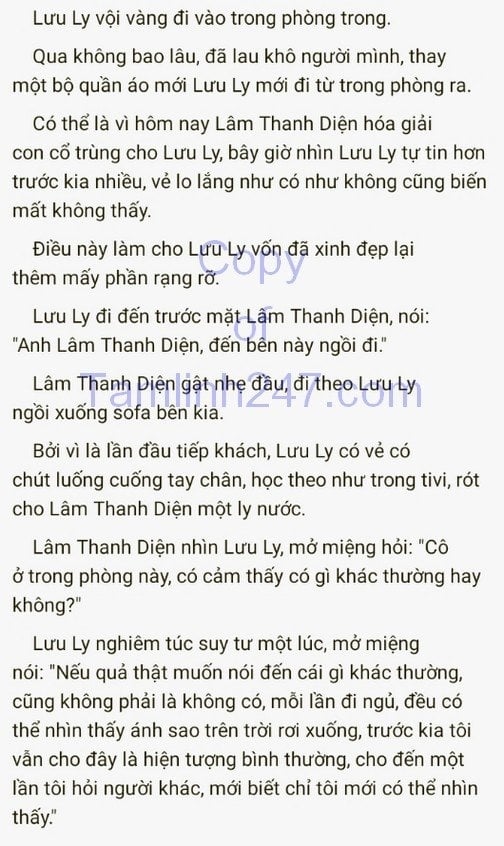 Lưu Ly vội vàng đi vào trong phòng trong.
Qua không bao lâu, đã lau khô người mình, thay
một bộ quần áo mới Lưu Ly mới đi từ trong phòng ra.
Có thể là vì hôm nay Lâm Thanh Diện hóa giải
con cổ trùng cho Lưu Ly, bây giờ nhìn Lưu Ly tự tin hơn
trước kia nhiều, vẻ lo lắng như có như không cũng biến
mất không thấy.
Điều này làm cho Lưu Ly vốn đã xinh đẹp lại
thêm mấy phần rạng rỡ.
Copy
of
Tamlinh247.com
Lưu Ly đi đến trước mặt Lâm Thanh Diện, nói:
"Anh Lâm Thanh Diện, đến bên này ngồi đi."
Lâm Thanh Diện gật nhẹ đầu, đi theo Lưu Ly
ngồi xuống sofa bên kia.
Bởi vì là lần đầu tiếp khách, Lưu Ly có vẻ có
chút luống cuống tay chân, học theo như trong tivi, rót
cho Lâm Thanh Diện một ly nước.
Lâm Thanh Diện nhìn Lưu Ly, mở miệng hỏi: "Cô
ở trong phòng này, có cảm thấy có gì khác thường hay
không?"
Lưu Ly nghiêm túc suy tư một lúc, mở miệng
nói: "Nếu quả thật muốn nói đến cái gì khác thường,
cũng không phải là không có, mỗi lần đi ngủ, đều có
thể nhìn thấy ánh sao trên trời rơi xuống, trước kia tôi
vẫn cho đây là hiện tượng bình thường, cho đến một
lần tôi hỏi người khác, mới biết chỉ tôi mới có thể nhìn
thấy."